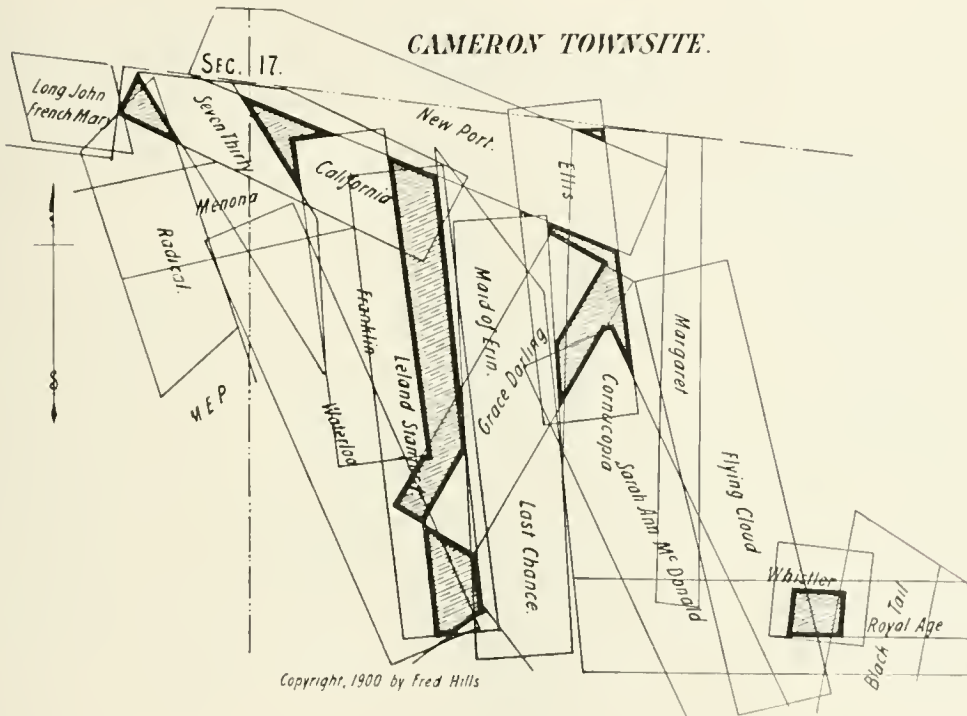 CAMERON TOWNSITE.
SEC. 17.
Long John
French Mary
Seven Thirty
New Port.
California
Ellis
Menona
Radical.
Franklin
Maid of Erin.
Grace Darling
Margaret
M E P
Waterloo
Leland Stanford
Cornucopia
Sarah Ann
McDonald
Flying Cloud
Last Chance.
Whistler
Black Tail
Royal Age
Copyright, 1900 by Fred Hills